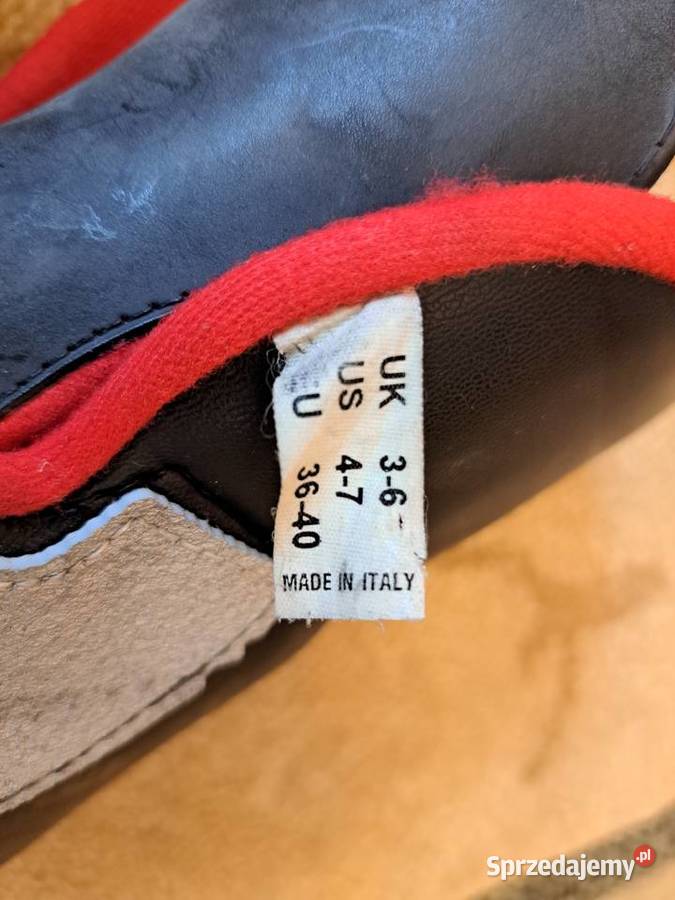 UK 3-6
US 4-7
U 36-40
MADE IN ITALY
Sprzedajemy.pl